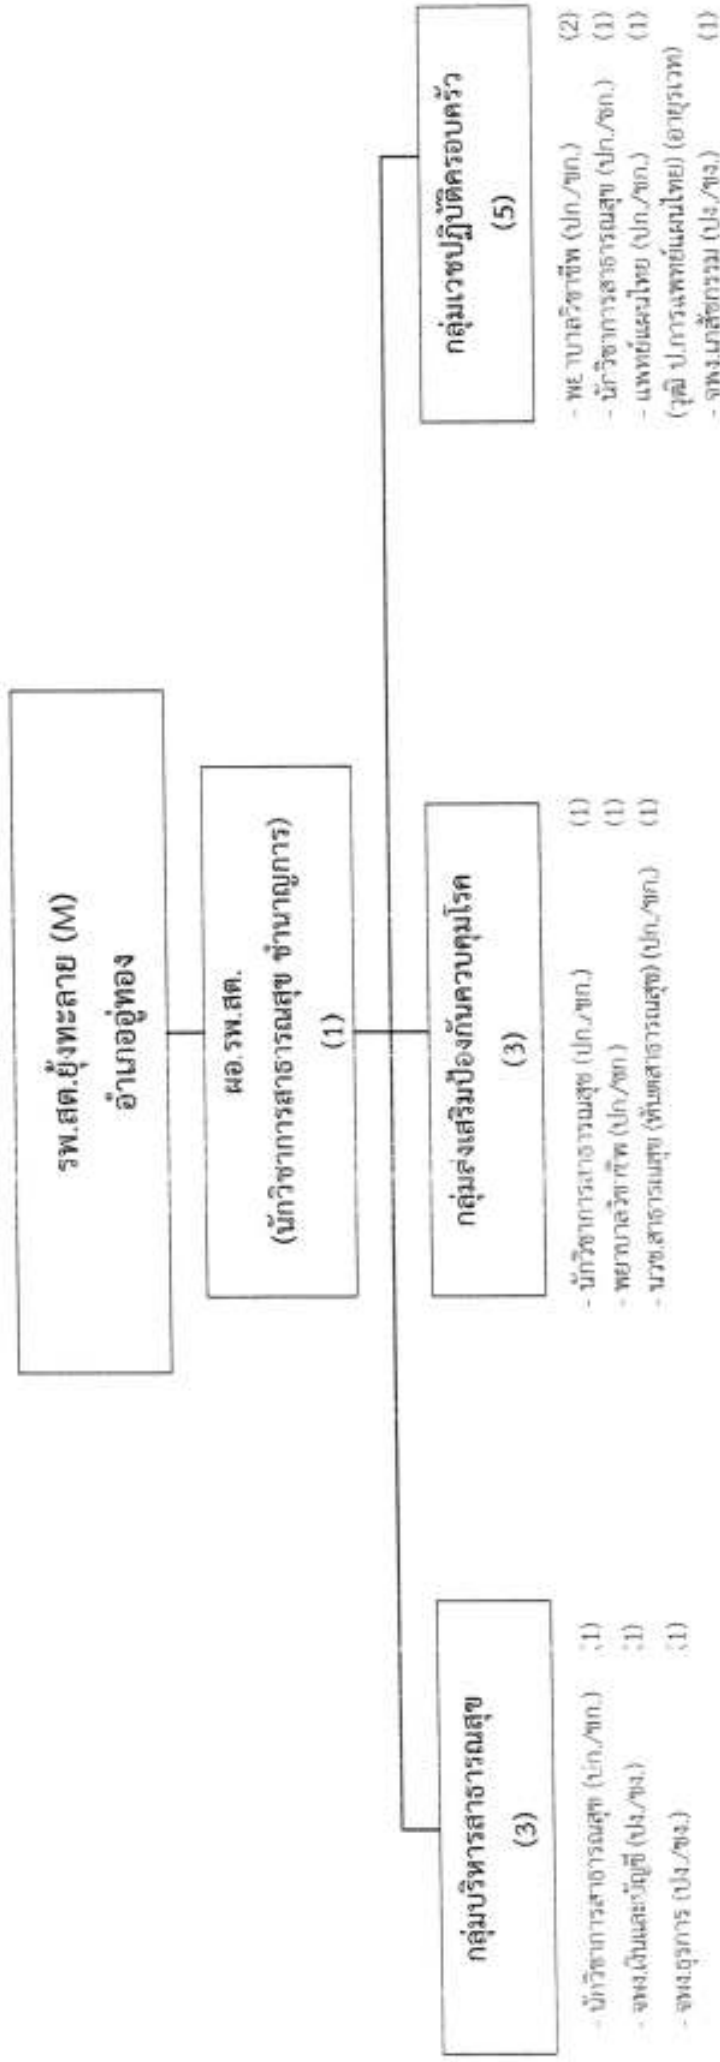 รพ.สต.ยุ้งทะลาย (M)
อำเภออู่ทอง
ผอ.รพ.สต.
(นักวิชาการสาธารณสุข ชำนาญการ)
(1)
กลุ่มบริหารสาธารณสุข
(3)
- นักวิชาการสาธารณสุข (ปก./ชก.) (1)
- จพง.เงินและบัญชี (ปง./ชง.) (1)
- จพง.ธุรการ (ปง./ชง.) (1)
กลุ่มส่งเสริมป้องกันควบคุมโรค
(3)
- นักวิชาการสาธารณสุข (ปก./ชก.) (1)
- พยาบาลวิชาชีพ (ปก./ชก.) (1)
- นวช.สาธารณสุข (ทันตสาธารณสุข) (ปก./ชก.) (1)
กลุ่มเวชปฏิบัติครอบครัว
(5)
- พยาบาลวิชาชีพ (ปก./ชก.) (2)
- นักวิชาการสาธารณสุข (ปก./ชก.) (1)
- แพทย์แผนไทย (ปก./ชก.) (1)
(วุฒิ ป.การแพทย์แผนไทย) (อายุรเวท)
- จพง.เภสัชกรรม (ปง./ชง.) (1)